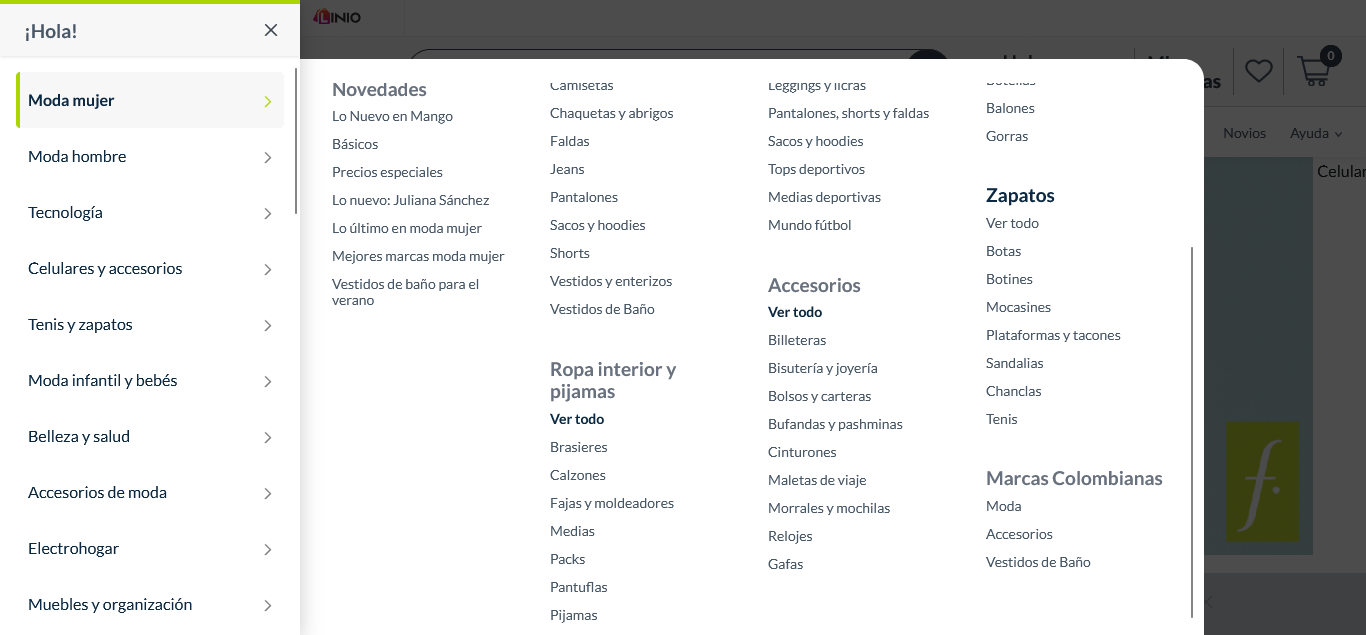 ¡Hola!
LINIO
0
Moda mujer
Moda hombre
Tecnología
Celulares y accesorios
Tenis y zapatos
Moda infantil y bebés
Belleza y salud
Accesorios de moda
Electrohogar
Muebles y organización
Novedades
Lo Nuevo en Mango
Básicos
Precios especiales
Lo nuevo: Juliana Sánchez
Lo último en moda mujer
Mejores marcas moda mujer
Vestidos de baño para el
verano
Camisetas
Chaquetas y abrigos
Faldas
Jeans
Pantalones
Sacos y hoodies
Shorts
Vestidos y enterizos
Vestidos de Baño
Ropa interior y
pijamas
Ver todo
Brasieres
Calzones
Fajas y moldeadores
Medias
Packs
Pantuflas
Pijamas
Leggings y licras
Pantalones, shorts y faldas
Sacos y hoodies
Tops deportivos
Medias deportivas
Mundo fútbol
Accesorios
Ver todo
Billeteras
Bisutería y joyería
Bolsos y carteras
Bufandas y pashminas
Cinturones
Maletas de viaje
Morrales y mochilas
Relojes
Gafas
Balones
Gorras
Zapatos
Ver todo
Botas
Botines
Mocasines
Plataformas y tacones
Sandalias
Chanclas
Tenis
Marcas Colombianas
Moda
Accesorios
Vestidos de Baño
as
Novios
Ayuda
Celular
f.